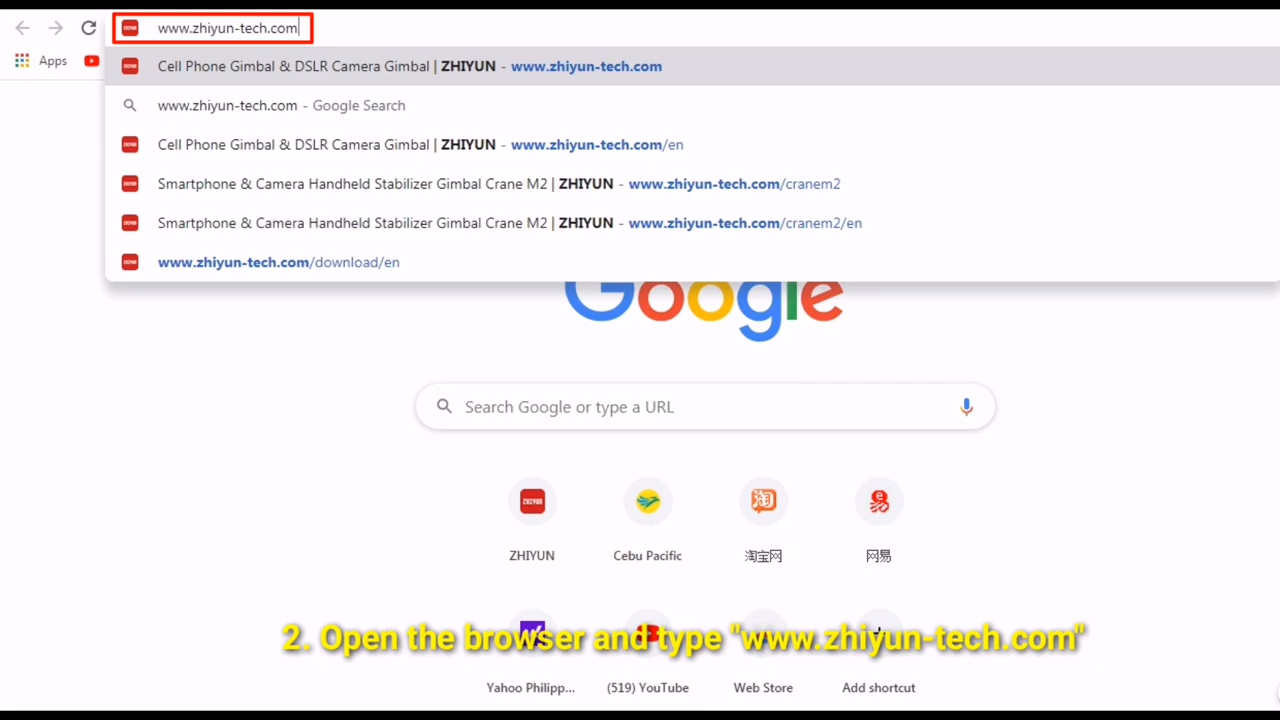 www.zhiyun-tech.com
Apps
Cell Phone Gimbal & DSLR Camera Gimbal | ZHIYUN - www.zhiyun-tech.com
www.zhiyun-tech.com - Google Search
Cell Phone Gimbal & DSLR Camera Gimbal | ZHIYUN - www.zhiyun-tech.com/en
Smartphone & Camera Handheld Stabilizer Gimbal Crane M2 | ZHIYUN - www.zhiyun-tech.com/cranem2
Smartphone & Camera Handheld Stabilizer Gimbal Crane M2 | ZHIYUN - www.zhiyun-tech.com/cranem2/en
www.zhiyun-tech.com/download/en
Google
Search Google or type a URL
ZHIYUN
淘
ZHIYUN
Cebu Pacific
淘宝网
网易
2. Open the browser and type "www.zhiyun-tech.com"
Yahoo Philipp...
(519) YouTube
Web Store
Add shortcut